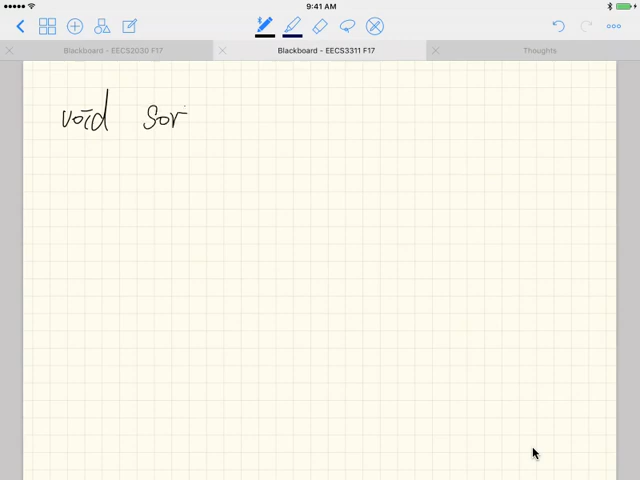 9:41 AM
Blackboard - EECS2030 F17
Blackboard - EECS3311 F17
Thoughts
void sor